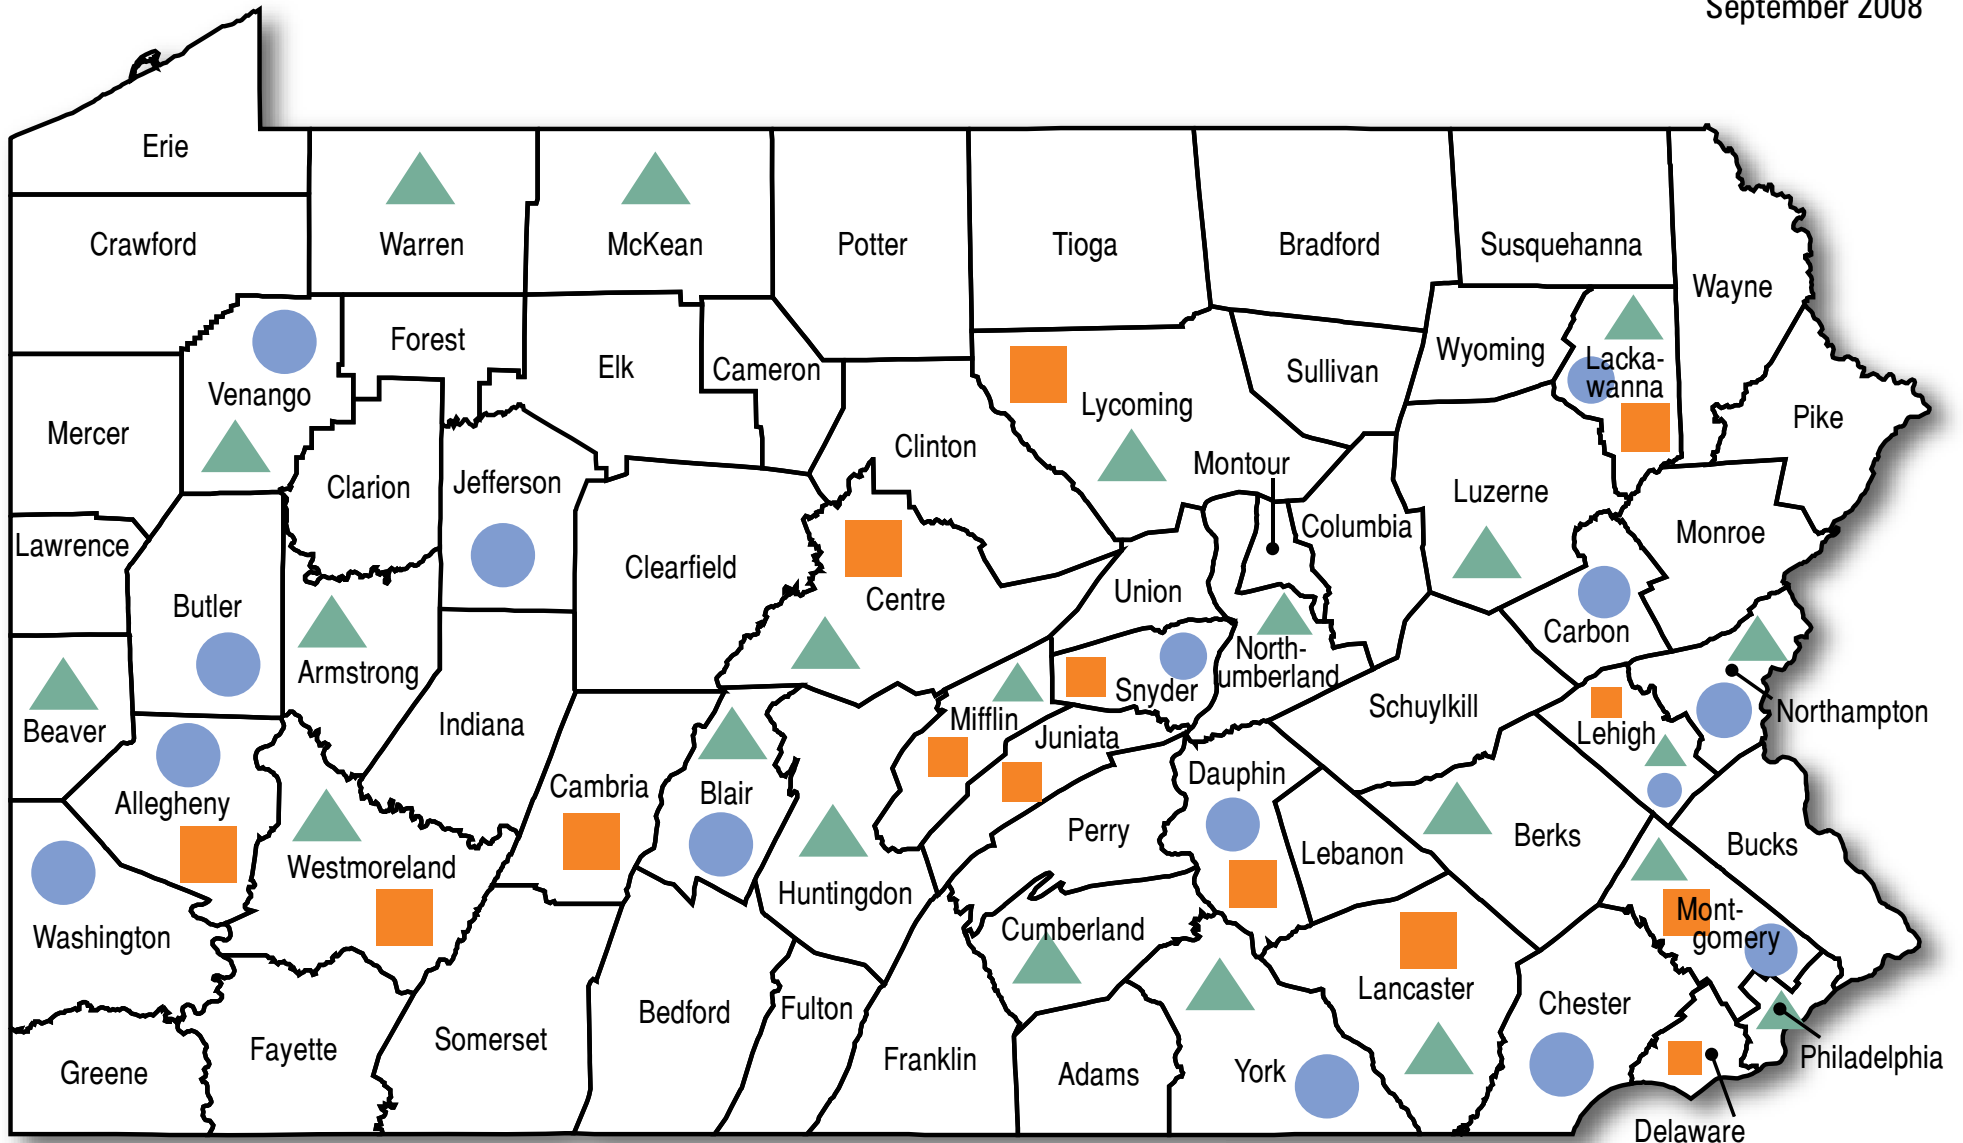 September 2008
Erie
Crawford
Warren
McKean
Potter
Tioga
Bradford
Susquehanna
Wayne
Forest
Venango
Elk
Cameron
Lycoming
Sullivan
Wyoming
Lacka-
wanna
Pike
Mercer
Clarion
Jefferson
Clinton
Montour
Columbia
Luzerne
Monroe
Lawrence
Butler
Armstrong
Clearfield
Centre
Union
North-
umberland
Carbon
Beaver
Indiana
Mifflin
Snyder
Juniata
Schuylkill
Lehigh
Northampton
Allegheny
Westmoreland
Cambria
Blair
Huntingdon
Perry
Dauphin
Lebanon
Berks
Bucks
Washington
Cumberland
Lancaster
Mont-
gomery
Greene
Fayette
Somerset
Bedford
Fulton
Franklin
Adams
York
Chester
Philadelphia
Delaware